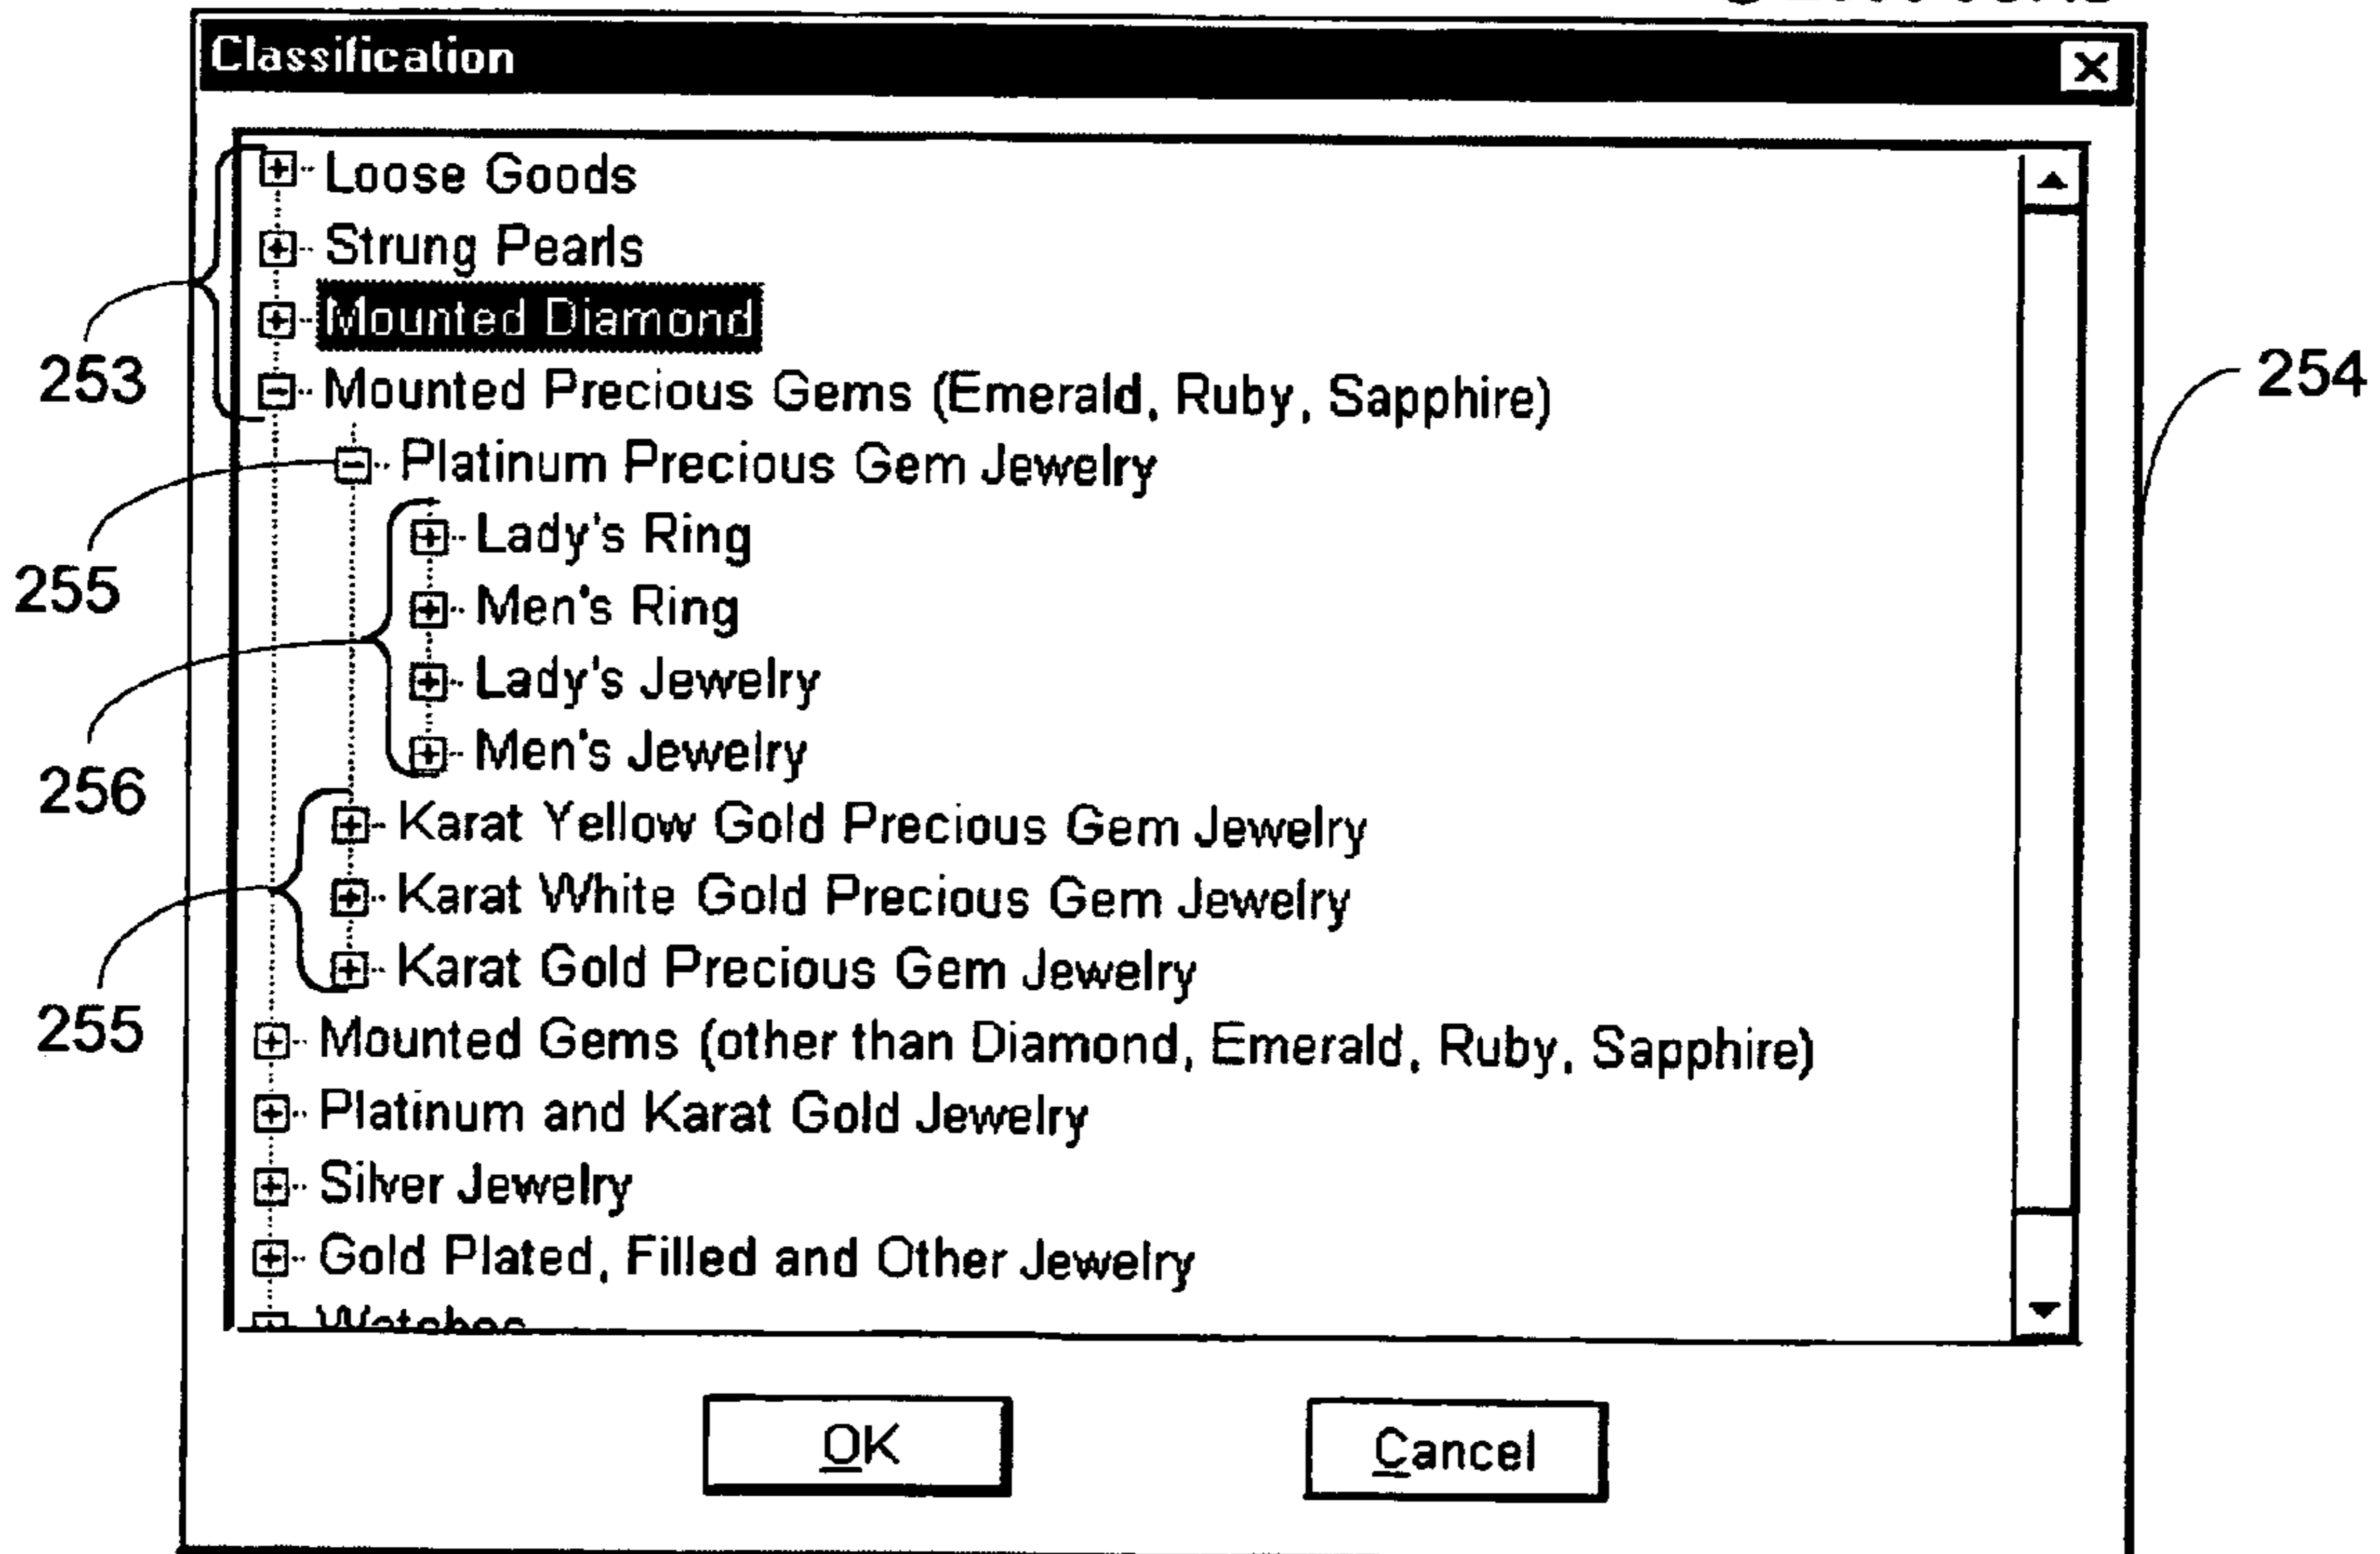 Classification
Loose Goods
Strung Pearls
Mounted Diamond
253
Mounted Precious Gems (Emerald, Ruby, Sapphire)
254
Platinum Precious Gem Jewelry
255
Lady's Ring
Men's Ring
Lady's Jewelry
Men's Jewelry
256
Karat Yellow Gold Precious Gem Jewelry
Karat White Gold Precious Gem Jewelry
Karat Gold Precious Gem Jewelry
255
Mounted Gems (other than Diamond, Emerald, Ruby, Sapphire)
Platinum and Karat Gold Jewelry
Silver Jewelry
Gold Plated, Filled and Other Jewelry
Watches
OK
Cancel